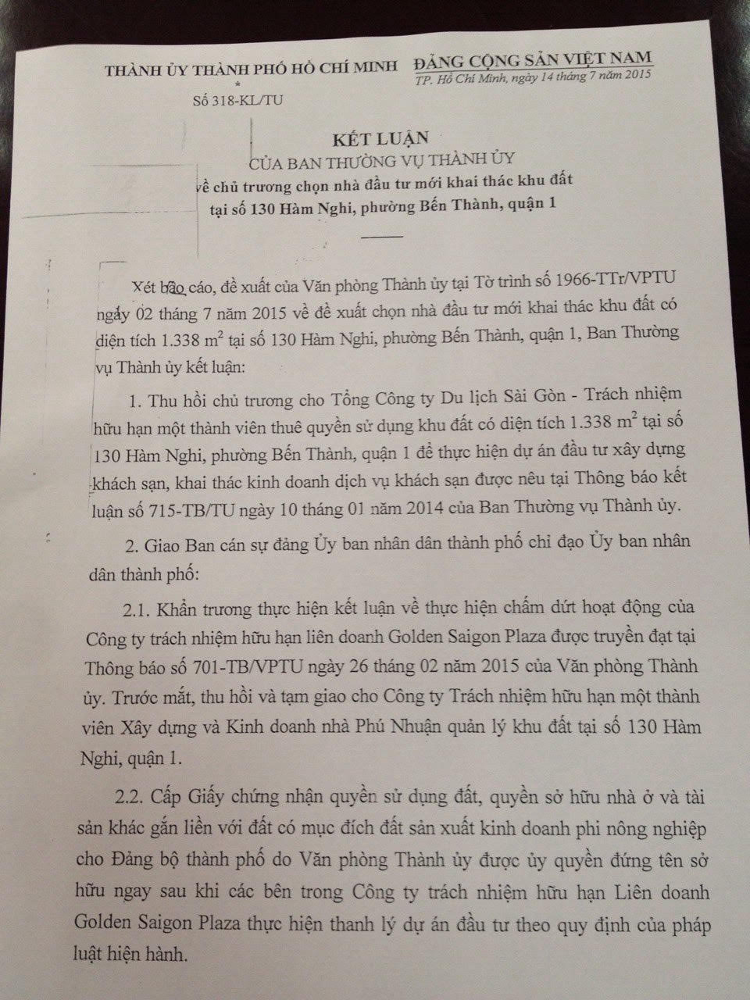 THÀNH ỦY THÀNH PHỐ HỒ CHÍ MINH ĐẢNG CỘNG SẢN VIỆT NAM
* TP. Hồ Chí Minh, ngày 14 tháng 7 năm 2015
Số 318-KL/TU
KẾT LUẬN
CỦA BAN THƯỜNG VỤ THÀNH ỦY
về chủ trương chọn nhà đầu tư mới khai thác khu đất
tại số 130 Hàm Nghi, phường Bến Thành, quận 1
Xét báo cáo, đề xuất của Văn phòng Thành ủy tại Tờ trình số 1966-TTr/VPTU
ngày 02 tháng 7 năm 2015 về đề xuất chọn nhà đầu tư mới khai thác khu đất có
diện tích 1.338 m² tại số 130 Hàm Nghi, phường Bến Thành, quận 1, Ban Thường
vụ Thành ủy kết luận:
1. Thu hồi chủ trương cho Tổng Công ty Du lịch Sài Gòn - Trách nhiệm
hữu hạn một thành viên thuê quyền sử dụng khu đất có diện tích 1.338 m² tại số
130 Hàm Nghi, phường Bến Thành, quận 1 để thực hiện dự án đầu tư xây dựng
khách sạn, khai thác kinh doanh dịch vụ khách sạn được nêu tại Thông báo kết
luận số 715-TB/TU ngày 10 tháng 01 năm 2014 của Ban Thường vụ Thành ủy.
2. Giao Ban cán sự đảng Ủy ban nhân dân thành phố chỉ đạo Ủy ban nhân
dân thành phố:
2.1. Khẩn trương thực hiện kết luận về thực hiện chấm dứt hoạt động của
Công ty trách nhiệm hữu hạn liên doanh Golden Saigon Plaza được truyền đạt tại
Thông báo số 701-TB/VPTU ngày 26 tháng 02 năm 2015 của Văn phòng Thành
ủy. Trước mắt, thu hồi và tạm giao cho Công ty Trách nhiệm hữu hạn một thành
viên Xây dựng và Kinh doanh nhà Phú Nhuận quản lý khu đất tại số 130 Hàm
Nghi, quận 1.
2.2. Cấp Giấy chứng nhận quyền sử dụng đất, quyền sở hữu nhà ở và tài
sản khác gắn liền với đất có mục đích đất sản xuất kinh doanh phi nông nghiệp
cho Đảng bộ thành phố do Văn phòng Thành ủy được ủy quyền đứng tên sở
hữu ngay sau khi các bên trong Công ty trách nhiệm hữu hạn Liên doanh
Golden Saigon Plaza thực hiện thanh lý dự án đầu tư theo quy định của pháp
luật hiện hành.